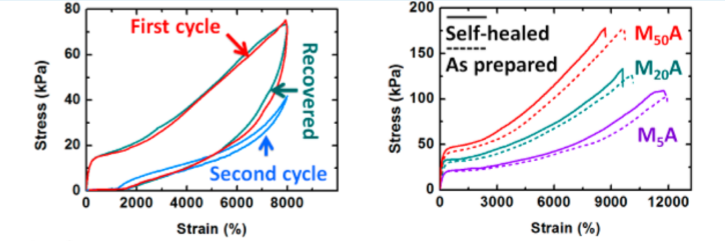 80
60
40
20
0
Stress (kPa)
First cycle
Recovered
Second cycle
0 2000 4000 6000 8000
Strain (%)
200
150
100
50
0
Stress (kPa)
Self-healed
As prepared
M₅₀A
M₂₀A
M₅A
0 3000 6000 9000 12000
Strain (%)